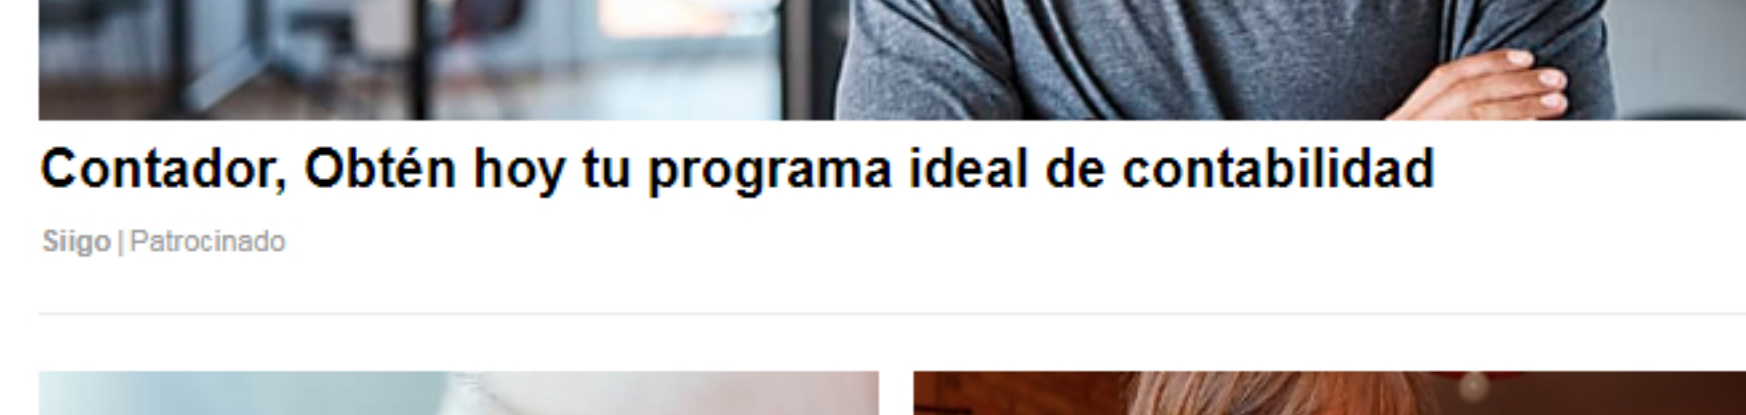 Contador, Obtén hoy tu programa ideal de contabilidad
Siigo | Patrocinado